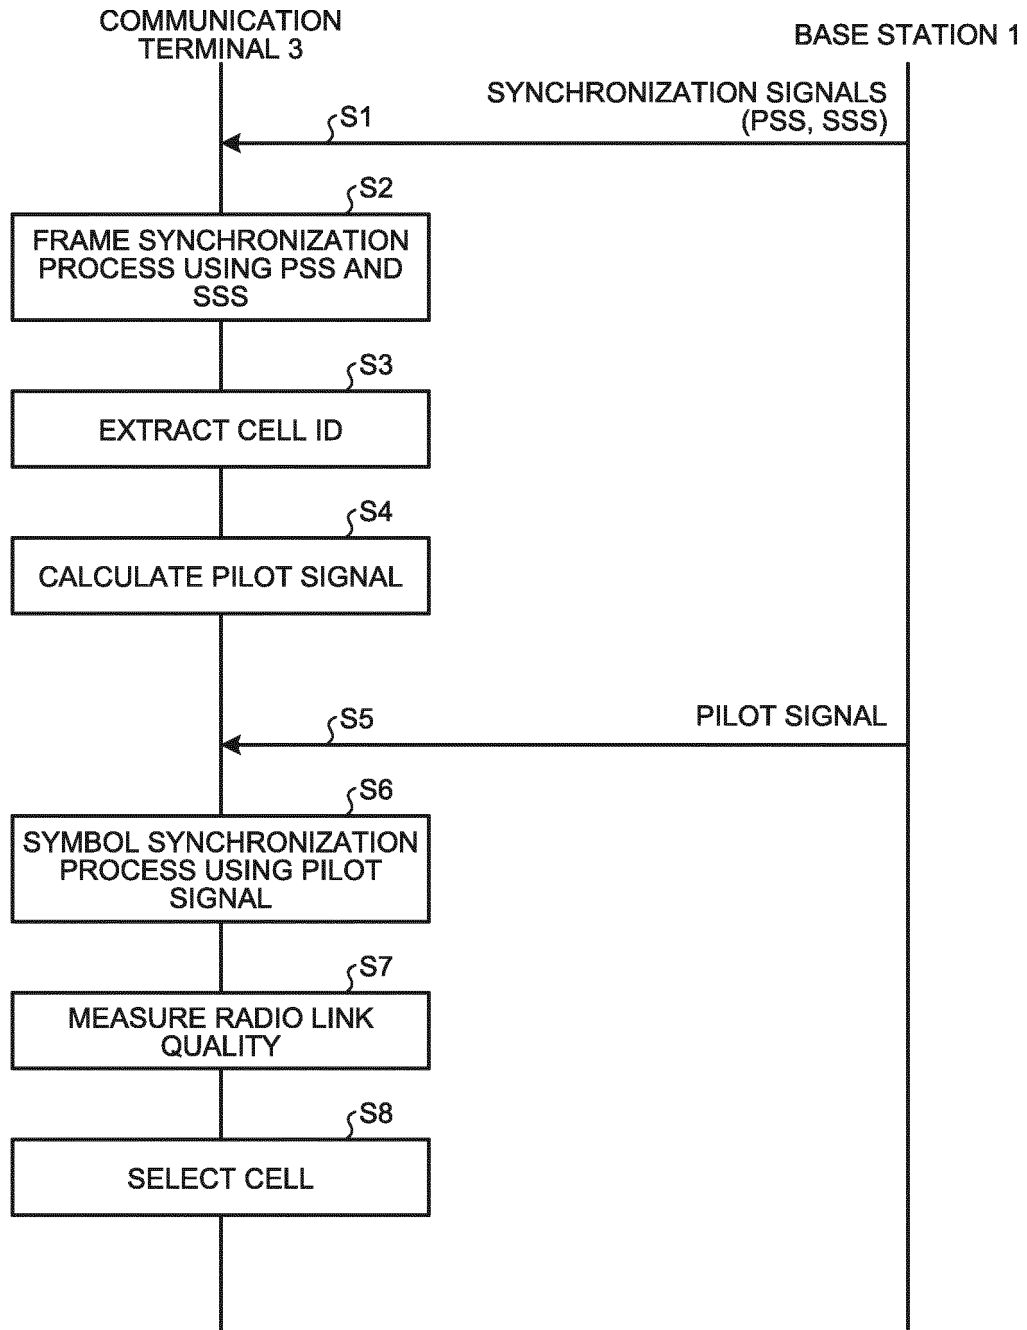 COMMUNICATION
TERMINAL 3
BASE STATION 1
SYNCHRONIZATION SIGNALS
(PSS, SSS)
S1
S2
FRAME SYNCHRONIZATION
PROCESS USING PSS AND
SSS
S3
EXTRACT CELL ID
S4
CALCULATE PILOT SIGNAL
S5
PILOT SIGNAL
S6
SYMBOL SYNCHRONIZATION
PROCESS USING PILOT
SIGNAL
S7
MEASURE RADIO LINK
QUALITY
S8
SELECT CELL